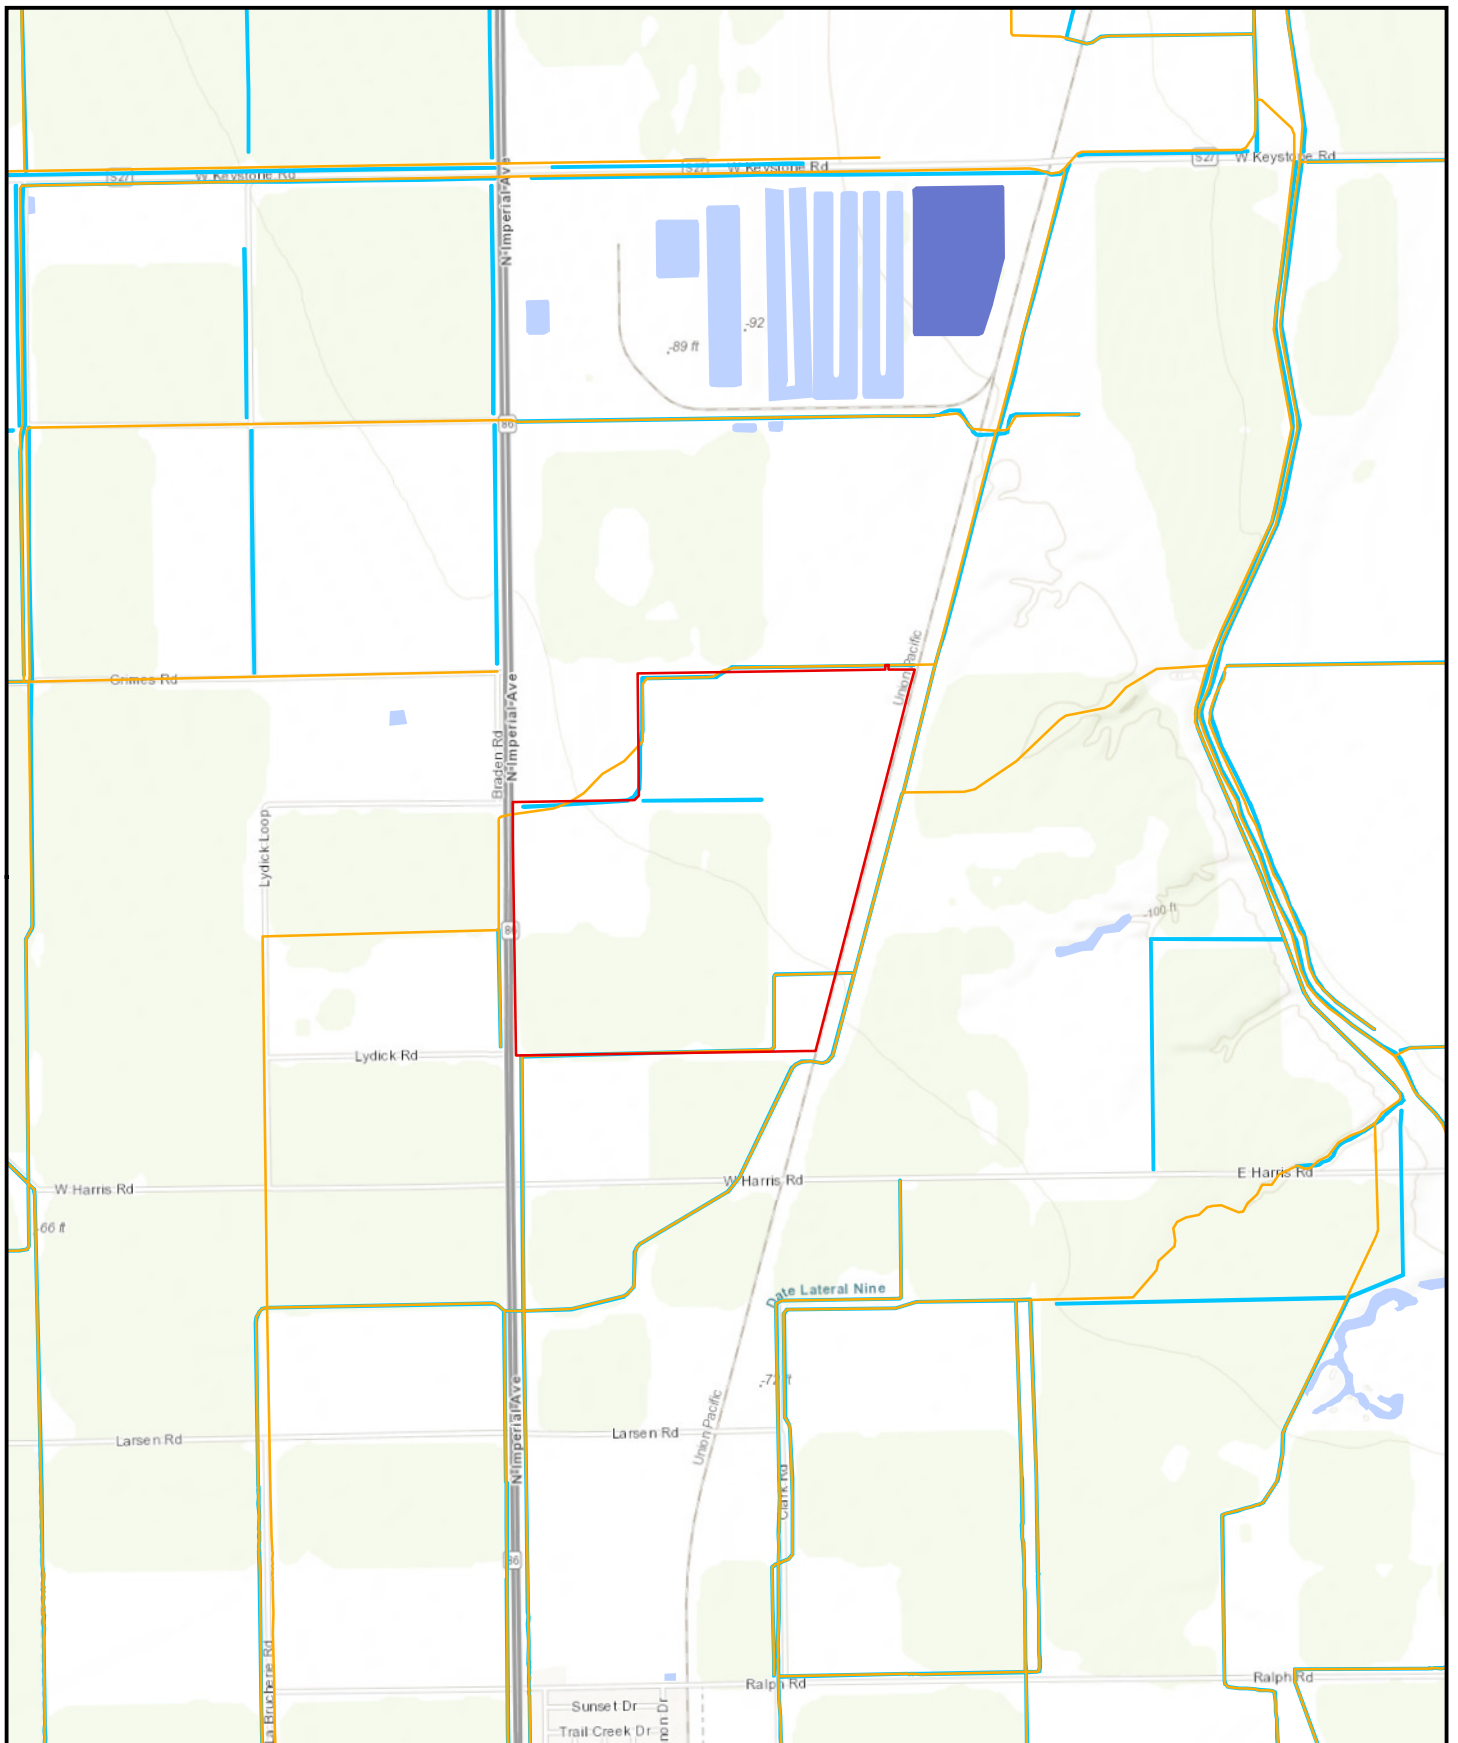 S27
W Keystone Rd
S27
W Keystone Rd
S27
W Keystone Rd
N Imperial Ave
-92
-89 ft
86
Union Pacific
Grimes Rd
N Imperial Ave
Braden Rd
Lydick Loop
-100 ft
86
Lydick Rd
W Harris Rd
W Harris Rd
E Harris Rd
-66 ft
Date Lateral Nine
-72 ft
N Imperial Ave
Union Pacific
Larsen Rd
Larsen Rd
Clark Rd
86
La Brucherie Rd
Ralph Rd
Ralph Rd
Sunset Dr
Trail Creek Dr
non Dr